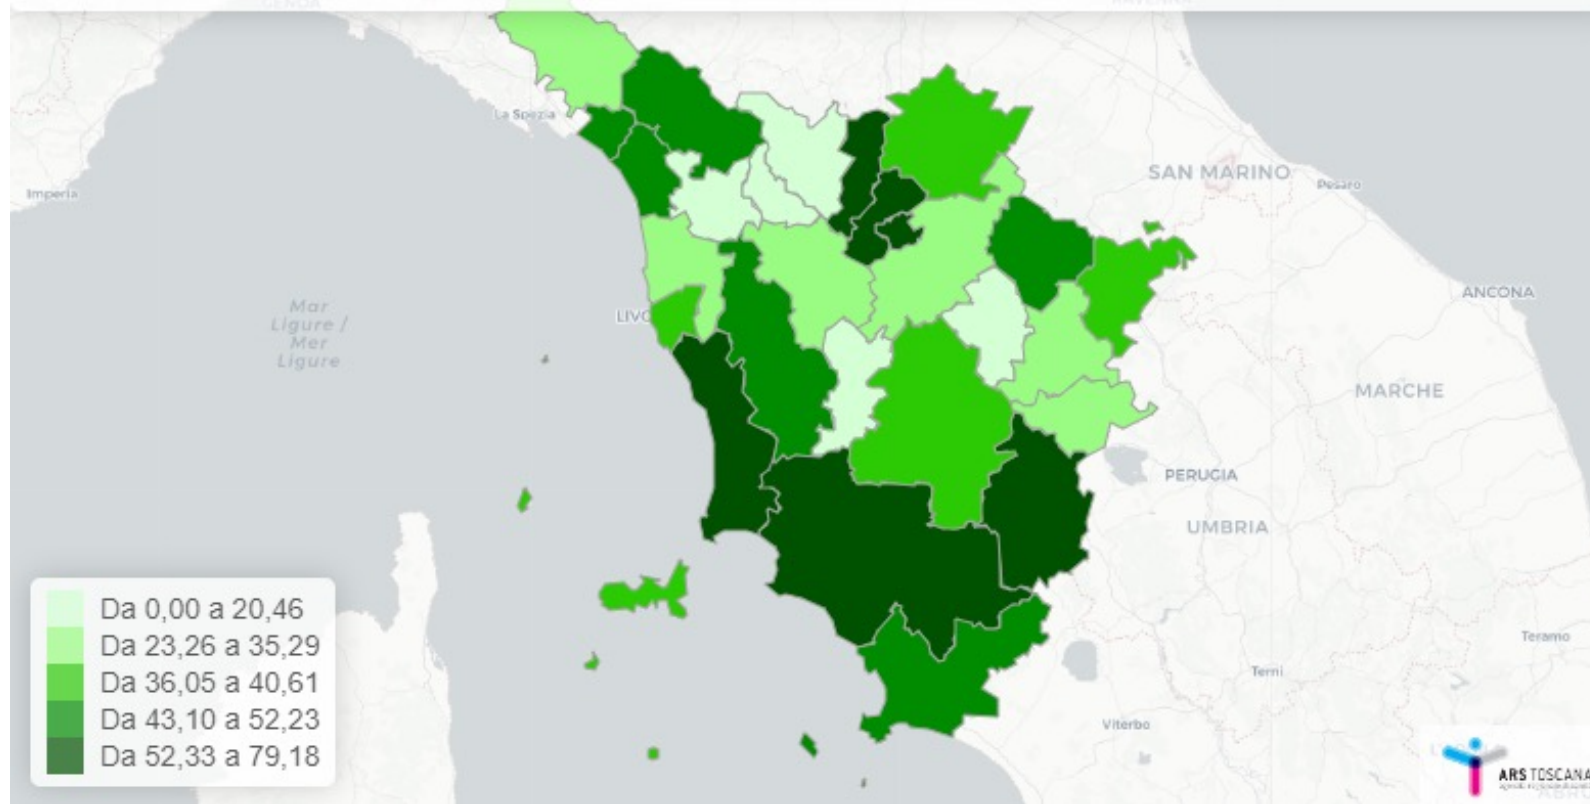 GENOA
RAVENNA
La Spezia
Imperia
SAN MARINO
Pesaro
Mar
Ligure /
Mer
Ligure
LIVO
ANCONA
MARCHE
PERUGIA
UMBRIA
Teramo
Terni
Viterbo
Da 0,00 a 20,46
Da 23,26 a 35,29
Da 36,05 a 40,61
Da 43,10 a 52,23
Da 52,33 a 79,18
ARS TOSCANA